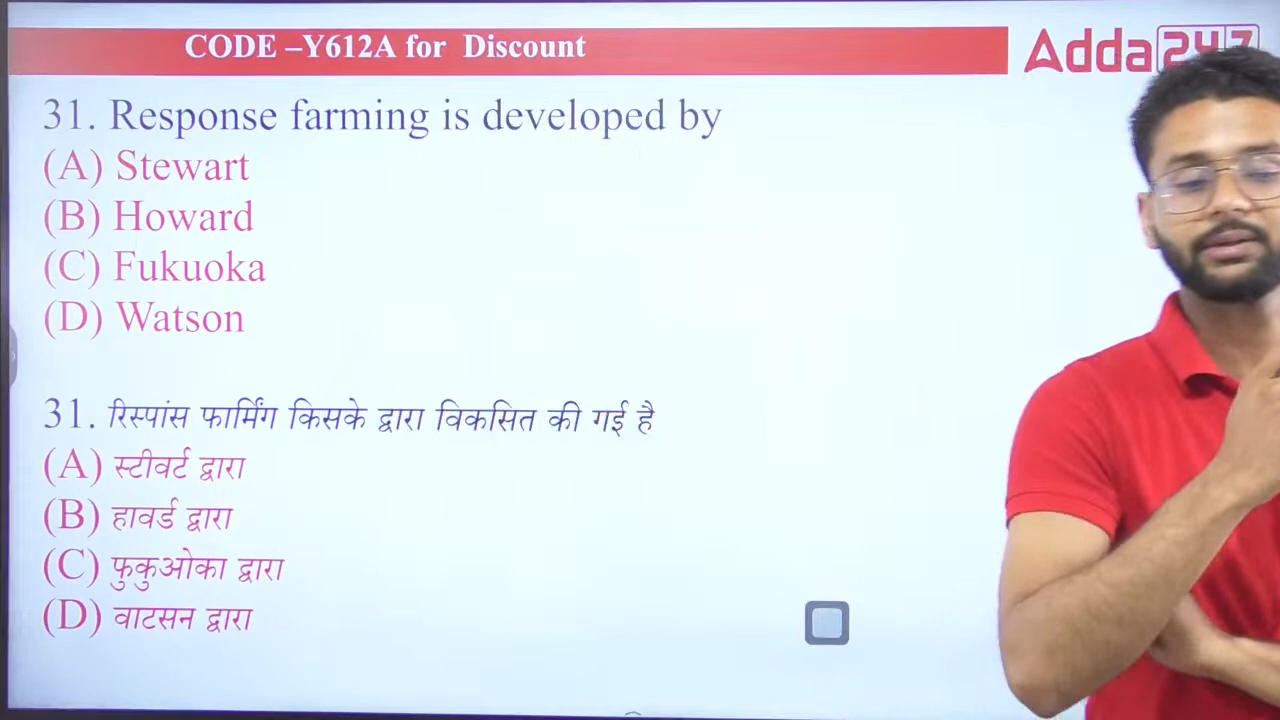 CODE –Y612A for Discount
Adda247
31. Response farming is developed by
(A) Stewart
(B) Howard
(C) Fukuoka
(D) Watson
31. रिस्पांस फार्मिंग किसके द्वारा विकसित की गई है
(A) स्टीवर्ट द्वारा
(B) हावर्ड द्वारा
(C) फुकुओका द्वारा
(D) वाटसन द्वारा